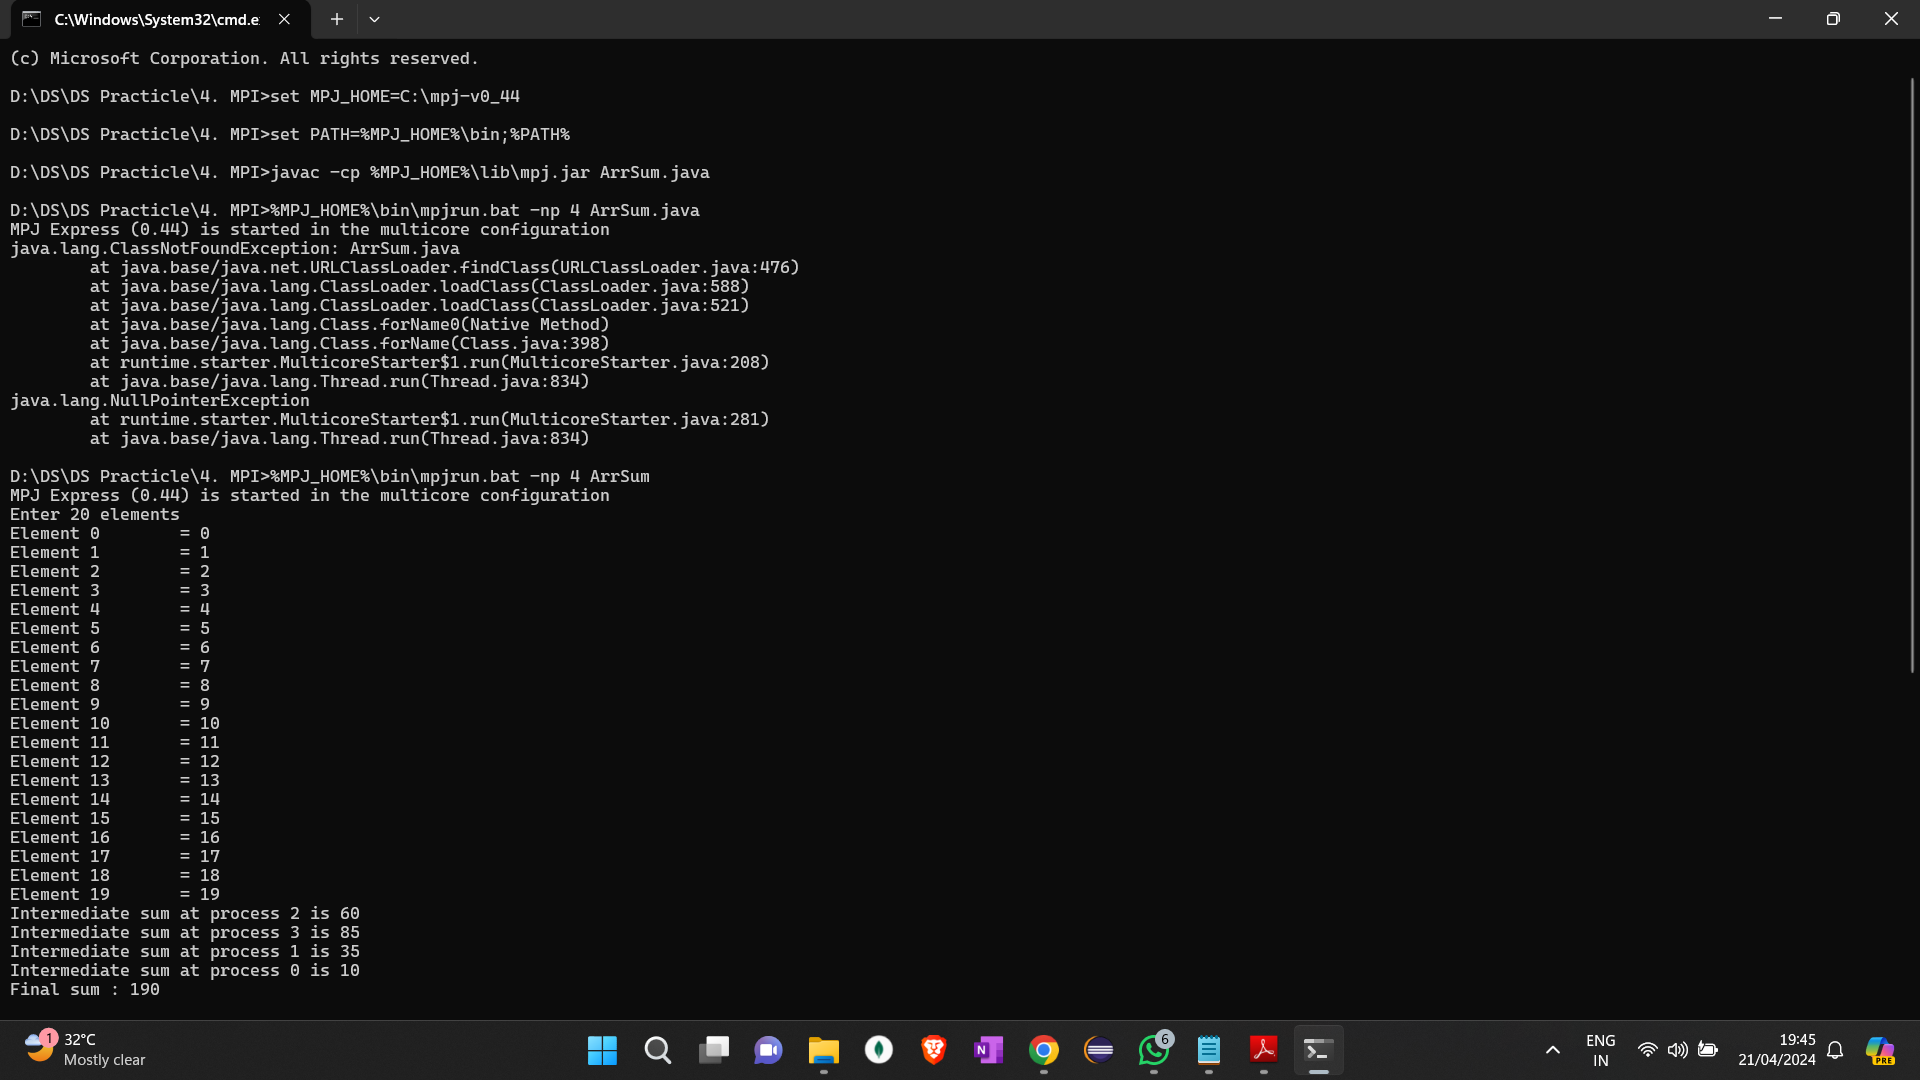 C:\Windows\System32\cmd.e
(c) Microsoft Corporation. All rights reserved.
D:\DS\DS Practicle\4. MPI>set MPJ_HOME=C:\mpj-v0_44
D:\DS\DS Practicle\4. MPI>set PATH=%MPJ_HOME%\bin;%PATH%
D:\DS\DS Practicle\4. MPI>javac -cp %MPJ_HOME%\lib\mpj.jar ArrSum.java
D:\DS\DS Practicle\4. MPI>%MPJ_HOME%\bin\mpjrun.bat -np 4 ArrSum.java
MPJ Express (0.44) is started in the multicore configuration
java.lang.ClassNotFoundException: ArrSum.java
at java.base/java.net.URLClassLoader.findClass(URLClassLoader.java:476)
at java.base/java.lang.ClassLoader.loadClass(ClassLoader.java:588)
at java.base/java.lang.ClassLoader.loadClass(ClassLoader.java:521)
at java.base/java.lang.Class.forName0(Native Method)
at java.base/java.lang.Class.forName(Class.java:398)
at runtime.starter.MulticoreStarter$1.run(MulticoreStarter.java:208)
at java.base/java.lang.Thread.run(Thread.java:834)
java.lang.NullPointerException
at runtime.starter.MulticoreStarter$1.run(MulticoreStarter.java:281)
at java.base/java.lang.Thread.run(Thread.java:834)
D:\DS\DS Practicle\4. MPI>%MPJ_HOME%\bin\mpjrun.bat -np 4 ArrSum
MPJ Express (0.44) is started in the multicore configuration
Enter 20 elements
Element 0 = 0
Element 1 = 1
Element 2 = 2
Element 3 = 3
Element 4 = 4
Element 5 = 5
Element 6 = 6
Element 7 = 7
Element 8 = 8
Element 9 = 9
Element 10 = 10
Element 11 = 11
Element 12 = 12
Element 13 = 13
Element 14 = 14
Element 15 = 15
Element 16 = 16
Element 17 = 17
Element 18 = 18
Element 19 = 19
Intermediate sum at process 2 is 60
Intermediate sum at process 3 is 85
Intermediate sum at process 1 is 35
Intermediate sum at process 0 is 10
Final sum : 190
1
32°C
Mostly clear
N
6
ENG
IN
19:45
21/04/2024
PRE